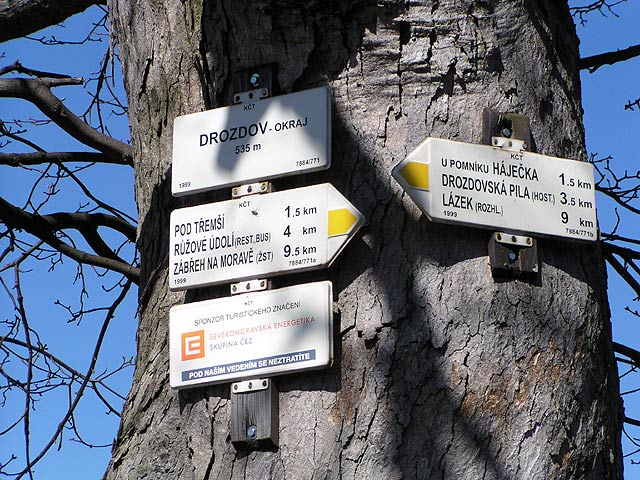 KČT
DROZDOV - OKRAJ
535 m
1999 7884/771
KČT
POD TŘEMŠÍ 1,5 km
RŮŽOVÉ ÚDOLÍ (REST, BUS) 4 km
ZÁBŘEH NA MORAVĚ (ŽST) 9.5 km
1999 7884/771a
KČT
SPONZOR TURISTICKÉHO ZNAČENÍ
SEVEROMORAVSKÁ ENERGETIKA
SKUPINA ČEZ
POD NAŠÍM VEDENÍM SE NEZTRATÍTE
KČT
U POMNÍKU HÁJEČKA 1.5 km
DROZDOVSKÁ PILA (HOST.) 3.5 km
LÁZEK (ROZHL.) 9 km
1999 7884/771b